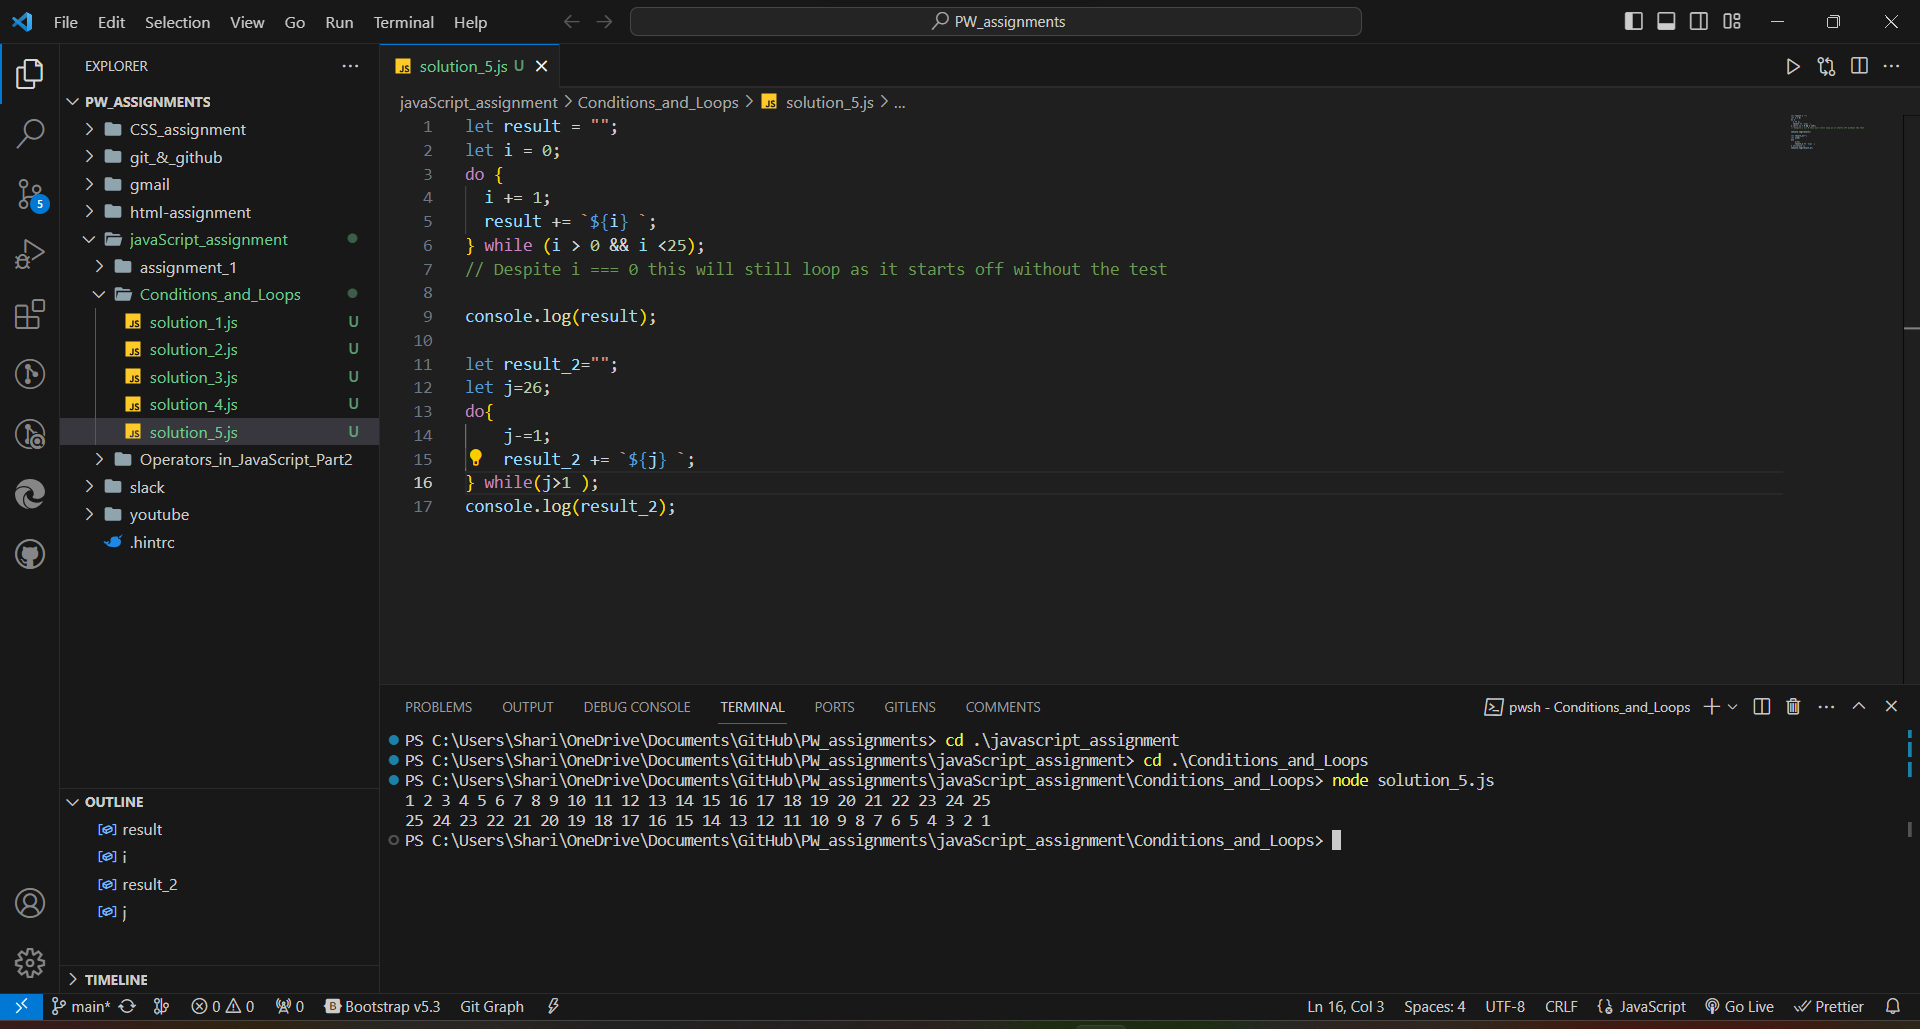 File Edit Selection View Go Run Terminal Help
PW_assignments
EXPLORER
PW_ASSIGNMENTS
CSS_assignment
git_&_github
gmail
html-assignment
javaScript_assignment
assignment_1
Conditions_and_Loops
JS solution_1.js U
JS solution_2.js U
JS solution_3.js U
JS solution_4.js U
JS solution_5.js U
Operators_in_JavaScript_Part2
slack
youtube
.hintrc
5
OUTLINE
result
i
result_2
j
TIMELINE
JS solution_5.js U
javaScript_assignment > Conditions_and_Loops > JS solution_5.js > ...
1 let result = "";
2 let i = 0;
3 do {
4 i += 1;
5 result += `${i} `;
6 } while (i > 0 && i <25);
7 // Despite i === 0 this will still loop as it starts off without the test
8
9 console.log(result);
10
11 let result_2="";
12 let j=26;
13 do{
14 j-=1;
15 result_2 += `${j} `;
16 } while(j>1 );
17 console.log(result_2);
PROBLEMS OUTPUT DEBUG CONSOLE TERMINAL PORTS GITLENS COMMENTS
pwsh - Conditions_and_Loops
PS C:\Users\Shari\OneDrive\Documents\GitHub\PW_assignments> cd .\javascript_assignment
PS C:\Users\Shari\OneDrive\Documents\GitHub\PW_assignments\javaScript_assignment> cd .\Conditions_and_Loops
PS C:\Users\Shari\OneDrive\Documents\GitHub\PW_assignments\javaScript_assignment\Conditions_and_Loops> node solution_5.js
1 2 3 4 5 6 7 8 9 10 11 12 13 14 15 16 17 18 19 20 21 22 23 24 25
25 24 23 22 21 20 19 18 17 16 15 14 13 12 11 10 9 8 7 6 5 4 3 2 1
PS C:\Users\Shari\OneDrive\Documents\GitHub\PW_assignments\javaScript_assignment\Conditions_and_Loops>
main* 0 0 0 B Bootstrap v5.3 Git Graph Ln 16, Col 3 Spaces: 4 UTF-8 CRLF {} JavaScript Go Live Prettier